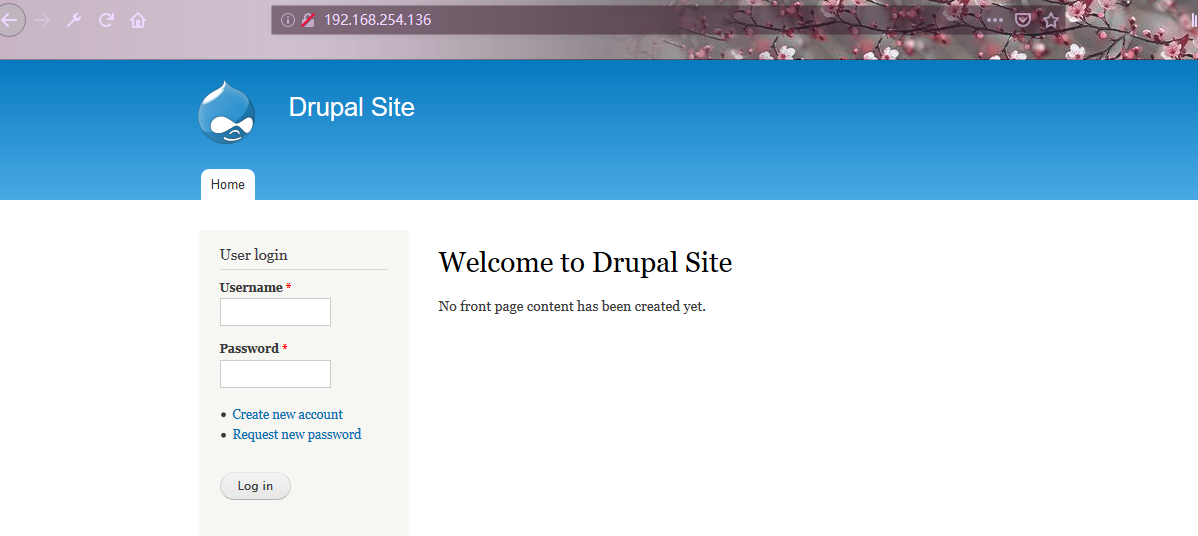 192.168.254.136
Drupal Site
Home
User login
Username *
Password *
Create new account
Request new password
Log in
Welcome to Drupal Site
No front page content has been created yet.